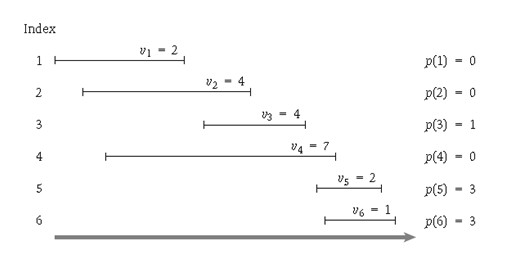 Index
1 v₁ = 2 p(1) = 0
2 v₂ = 4 p(2) = 0
3 v₃ = 4 p(3) = 1
4 v₄ = 7 p(4) = 0
5 v₅ = 2 p(5) = 3
6 v₆ = 1 p(6) = 3